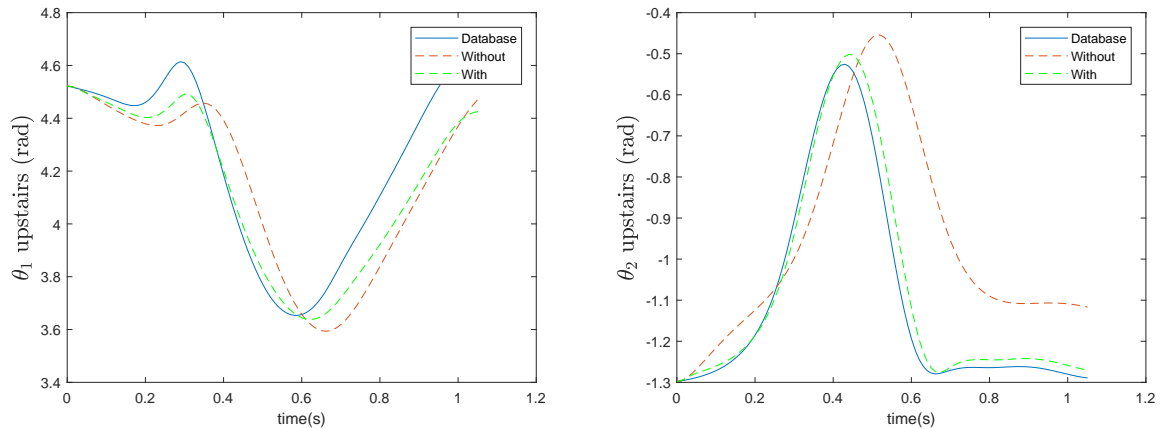 4.8
4.6
4.4
4.2
4
3.8
3.6
3.4
θ₁ upstairs (rad)
0 0.2 0.4 0.6 0.8 1 1.2
time(s)
Database
Without
With
-0.4
-0.5
-0.6
-0.7
-0.8
-0.9
-1
-1.1
-1.2
-1.3
θ₂ upstairs (rad)
0 0.2 0.4 0.6 0.8 1 1.2
time(s)
Database
Without
With